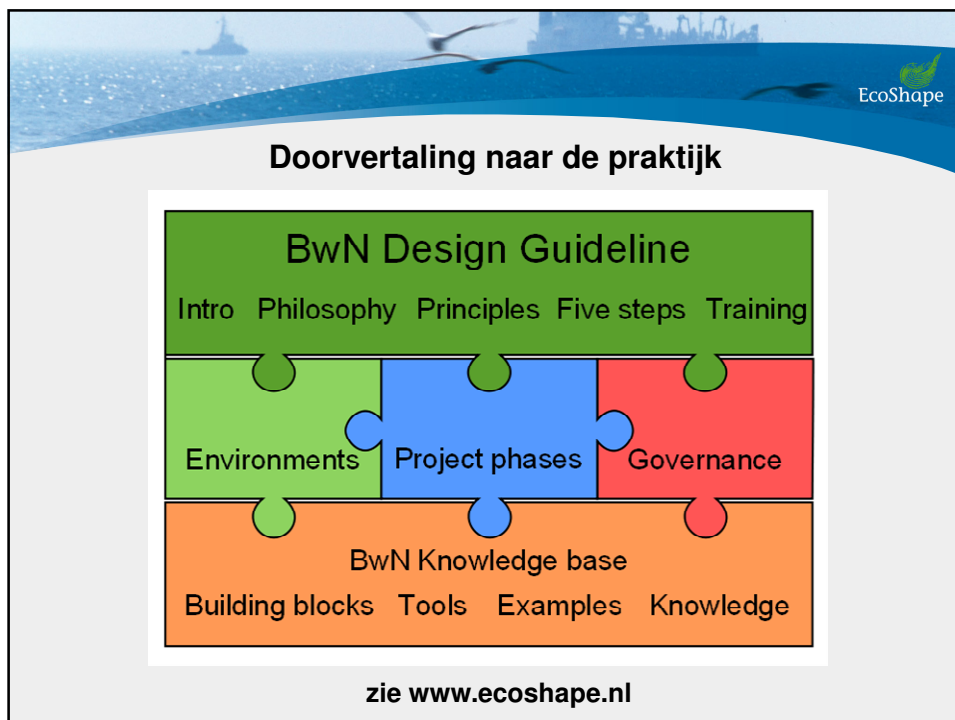 EcoShape
Doorvertaling naar de praktijk
BwN Design Guideline
Intro Philosophy Principles Five steps Training
Environments Project phases Governance
BwN Knowledge base
Building blocks Tools Examples Knowledge
zie www.ecoshape.nl